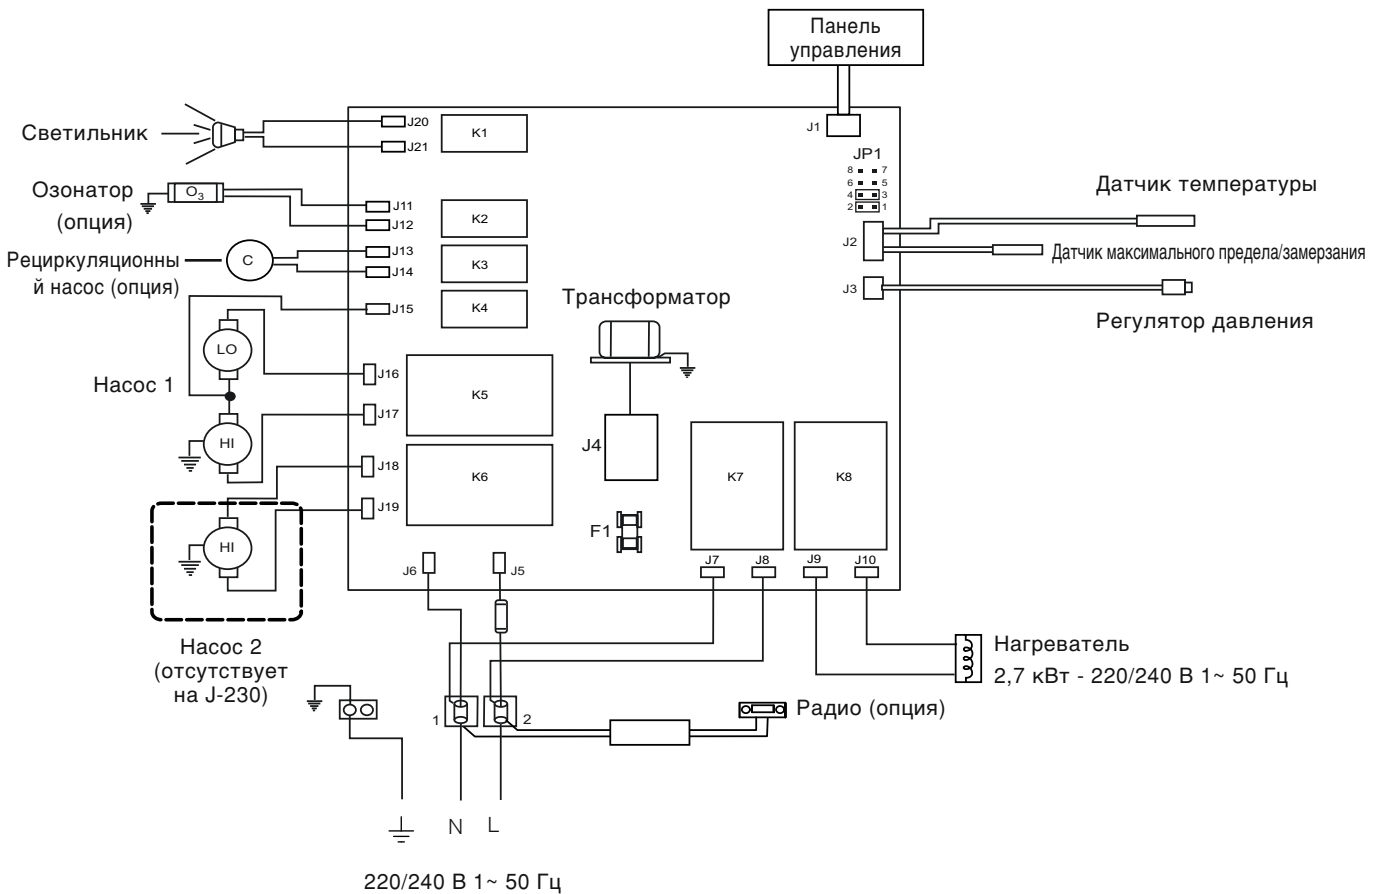 Панель
управления
Светильник
J20
J21
K1
J1
JP1
8 7
6 5
4 3
2 1
Озонатор
(опция)
O3
J11
J12
K2
Датчик температуры
J2
Датчик максимального предела/замерзания
Рециркуляционны
й насос (опция)
C
J13
J14
K3
J3
Регулятор давления
J15
K4
Трансформатор
LO
Насос 1
HI
J16
J17
K5
J4
K7
K8
J18
J19
K6
F1
HI
J6
J5
J7
J8
J9
J10
Насос 2
(отсутствует
на J-230)
Нагреватель
2,7 кВт - 220/240 В 1~ 50 Гц
1
2
Радио (опция)
N
L
220/240 В 1~ 50 Гц